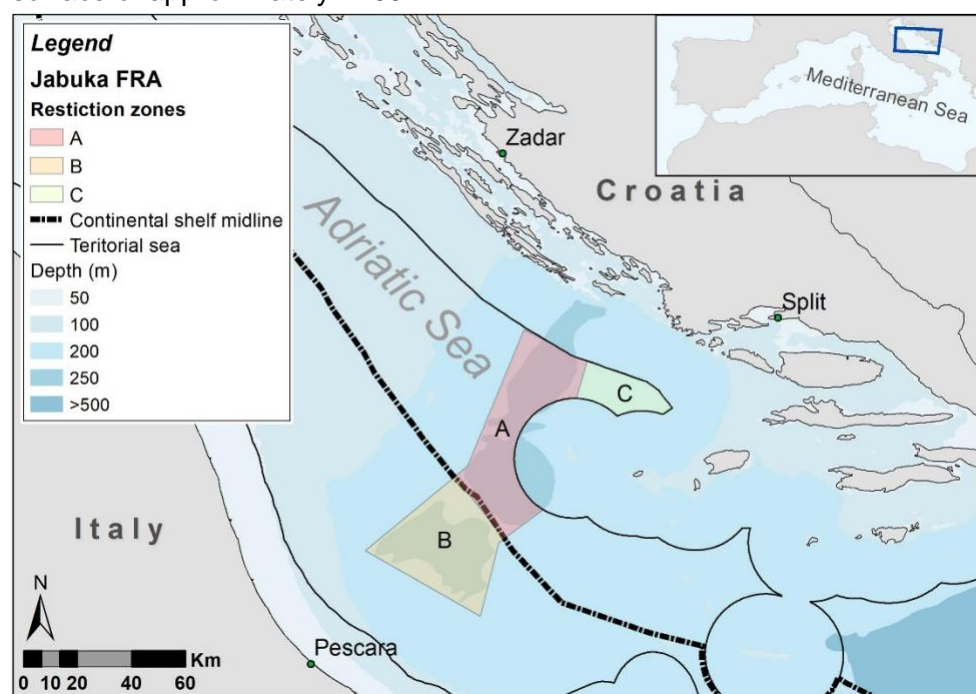 Legend
Jabuka FRA
Restiction zones
A
B
C
Continental shelf midline
Teritorial sea
Depth (m)
50
100
200
250
>500
Mediterranean Sea
Zadar
Croatia
Adriatic Sea
Split
C
A
B
Italy
N
Pescara
Km
0 10 20 40 60